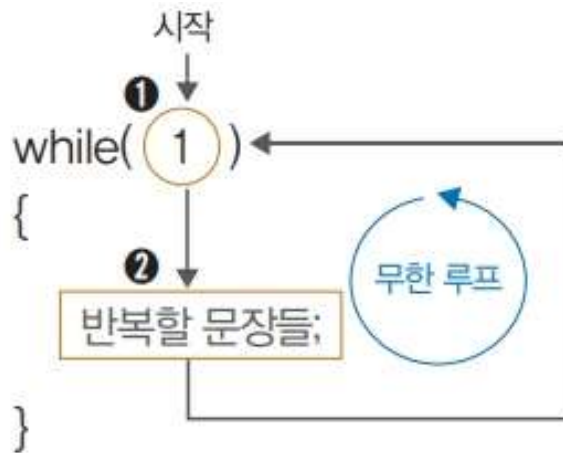 시작
❶
while( 1 )
{
❷
무한 루프
반복할 문장들;
}